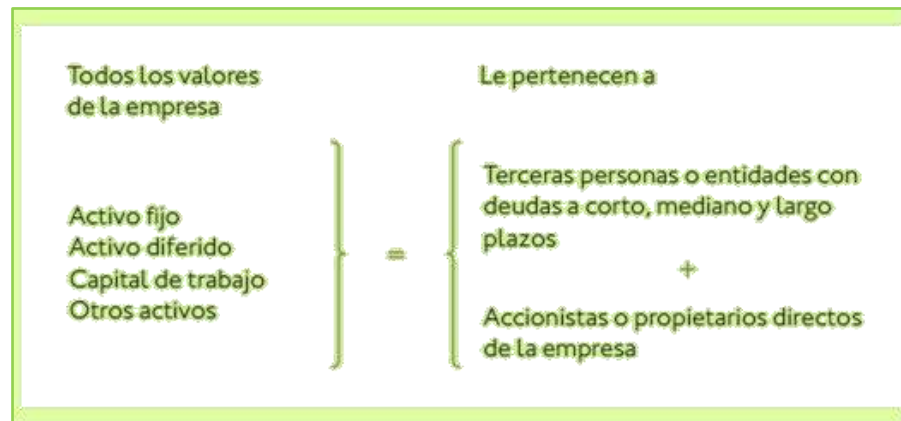 Todos los valores
de la empresa
Le pertenecen a
Activo fijo
Activo diferido
Capital de trabajo
Otros activos
=
Terceras personas o entidades con
deudas a corto, mediano y largo
plazos
+
Accionistas o propietarios directos
de la empresa